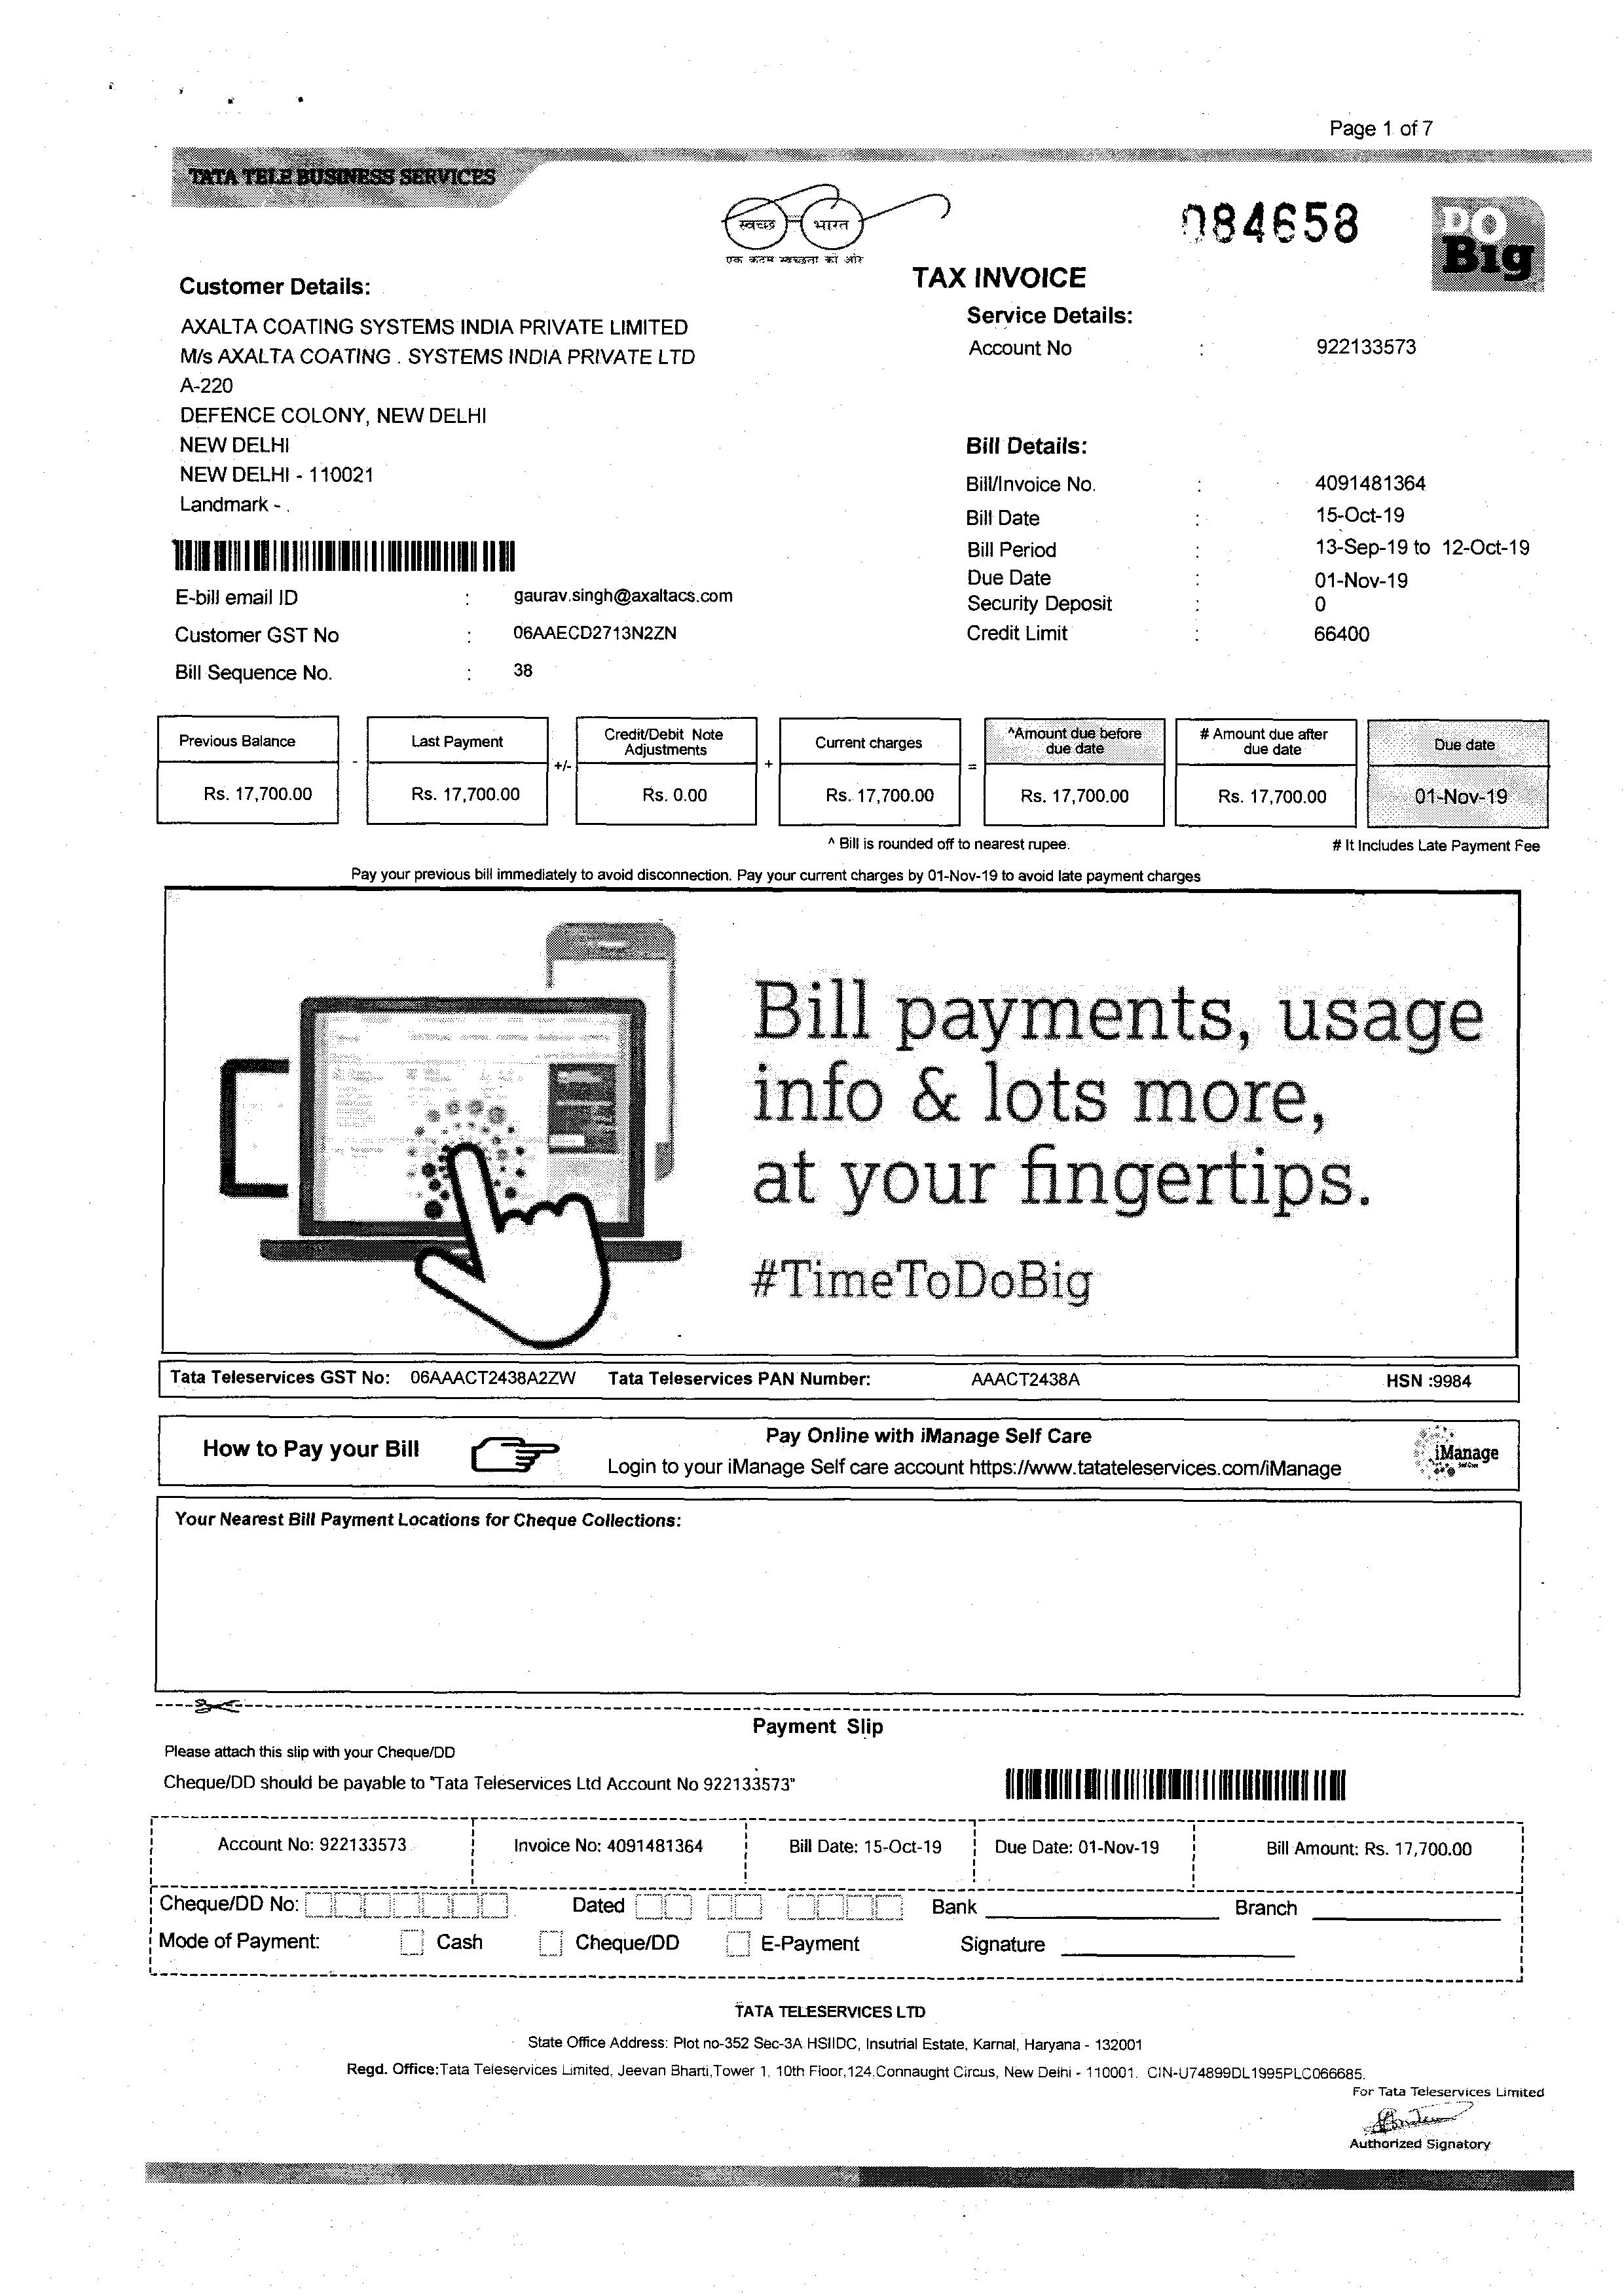 Page 1 of 7
TATA TELE BUSINESS SERVICES
स्वच्छ भारत
एक कदम स्वच्छता की ओर
084658
DO
Big
TAX INVOICE
Customer Details:
AXALTA COATING SYSTEMS INDIA PRIVATE LIMITED
M/s AXALTA COATING . SYSTEMS INDIA PRIVATE LTD
A-220
DEFENCE COLONY, NEW DELHI
NEW DELHI
NEW DELHI - 110021
Landmark - .
E-bill email ID : gaurav.singh@axaltacs.com
Customer GST No : 06AAECD2713N2ZN
Bill Sequence No. : 38
Service Details:
Account No : 922133573
Bill Details:
Bill/Invoice No. : 4091481364
Bill Date : 15-Oct-19
Bill Period : 13-Sep-19 to 12-Oct-19
Due Date : 01-Nov-19
Security Deposit : 0
Credit Limit : 66400
Previous Balance
Rs. 17,700.00
-
Last Payment
Rs. 17,700.00
+/-
Credit/Debit Note
Adjustments
Rs. 0.00
+
Current charges
Rs. 17,700.00
=
^Amount due before
due date
Rs. 17,700.00
# Amount due after
due date
Rs. 17,700.00
Due date
01-Nov-19
^ Bill is rounded off to nearest rupee.
# It Includes Late Payment Fee
Pay your previous bill immediately to avoid disconnection. Pay your current charges by 01-Nov-19 to avoid late payment charges
Bill payments, usage
info & lots more,
at your fingertips.
#TimeToDoBig
Tata Teleservices GST No: 06AAACT2438A2ZW Tata Teleservices PAN Number: AAACT2438A HSN :9984
How to Pay your Bill
Pay Online with iManage Self Care
Login to your iManage Self care account https://www.tatateleservices.com/iManage
iManage
Self Care
Your Nearest Bill Payment Locations for Cheque Collections:
Payment Slip
Please attach this slip with your Cheque/DD
Cheque/DD should be payable to "Tata Teleservices Ltd Account No 922133573"
Account No: 922133573 Invoice No: 4091481364 Bill Date: 15-Oct-19 Due Date: 01-Nov-19 Bill Amount: Rs. 17,700.00
Cheque/DD No: Dated Bank Branch
Mode of Payment: Cash Cheque/DD E-Payment Signature
TATA TELESERVICES LTD
State Office Address: Plot no-352 Sec-3A HSIIDC, Insutrial Estate, Karnal, Haryana - 132001
Regd. Office:Tata Teleservices Limited, Jeevan Bharti,Tower 1, 10th Floor,124,Connaught Circus, New Delhi - 110001. CIN-U74899DL1995PLC066685.
For Tata Teleservices Limited
Authorized Signatory